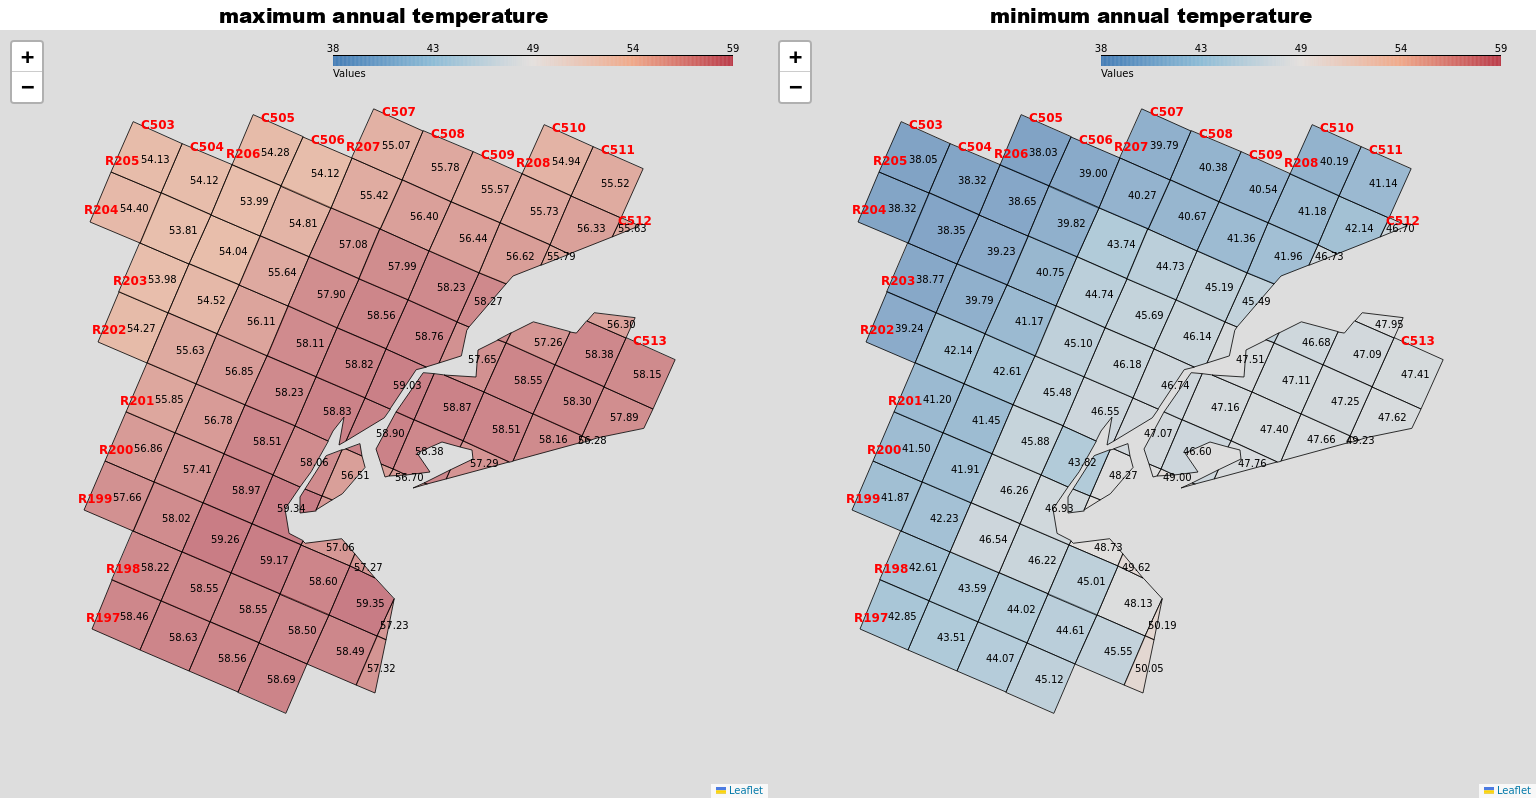 maximum annual temperature
+
−
38 43 49 54 59
Values
C507
C503 C505 C510
C508
C504 R206 C506 R207 C509 R208 C511
R205 54.13 54.28 55.07 54.94
54.12 54.12 55.78 55.57 55.52
R204 54.40 53.99 55.42 55.73 C512
53.81 54.81 56.40 56.33 55.63
54.04 57.08 56.44 56.62 55.79
R203 53.98 55.64 57.99 58.23
54.52 57.90 58.56 58.27
R202 54.27 56.11 58.11 58.76 56.30
55.63 58.82 57.65 57.26 58.38 C513
56.85 58.23 59.03 58.55 58.15
R201 55.85 56.78 58.83 58.87 58.30 57.89
R200 56.86 58.51 58.90 58.51 58.16 56.28
57.41 58.06 56.51 58.38 57.29
R199 57.66 58.97 56.70
58.02 59.34
59.26 59.17 57.06
R198 58.22 58.55 58.60 57.27
R197 58.46 58.55 59.35
58.63 58.50 57.23
58.56 58.49 57.32
58.69
Leaflet
minimum annual temperature
+
−
38 43 49 54 59
Values
C507
C503 C505 C510
C508
C504 R206 C506 R207 C509 R208 C511
R205 38.05 38.03 39.79 40.19
38.32 39.00 40.38 40.54 41.14
R204 38.32 38.65 40.27 41.18 C512
38.35 39.82 40.67 42.14 46.70
39.23 43.74 41.36 41.96 46.73
R203 38.77 40.75 44.73 45.19
39.79 44.74 45.69 45.49
R202 39.24 41.17 45.10 46.14 47.95
42.14 46.18 47.51 46.68 47.09 C513
42.61 45.48 46.74 47.11 47.41
R201 41.20 41.45 46.55 47.16 47.25 47.62
R200 41.50 45.88 47.07 47.40 47.66 49.23
41.91 43.82 48.27 46.60 47.76
R199 41.87 46.26 49.00
42.23 46.93
46.54 46.22 48.73
R198 42.61 43.59 45.01 49.62
R197 42.85 44.02 48.13
43.51 44.61 50.19
44.07 45.55 50.05
45.12
Leaflet